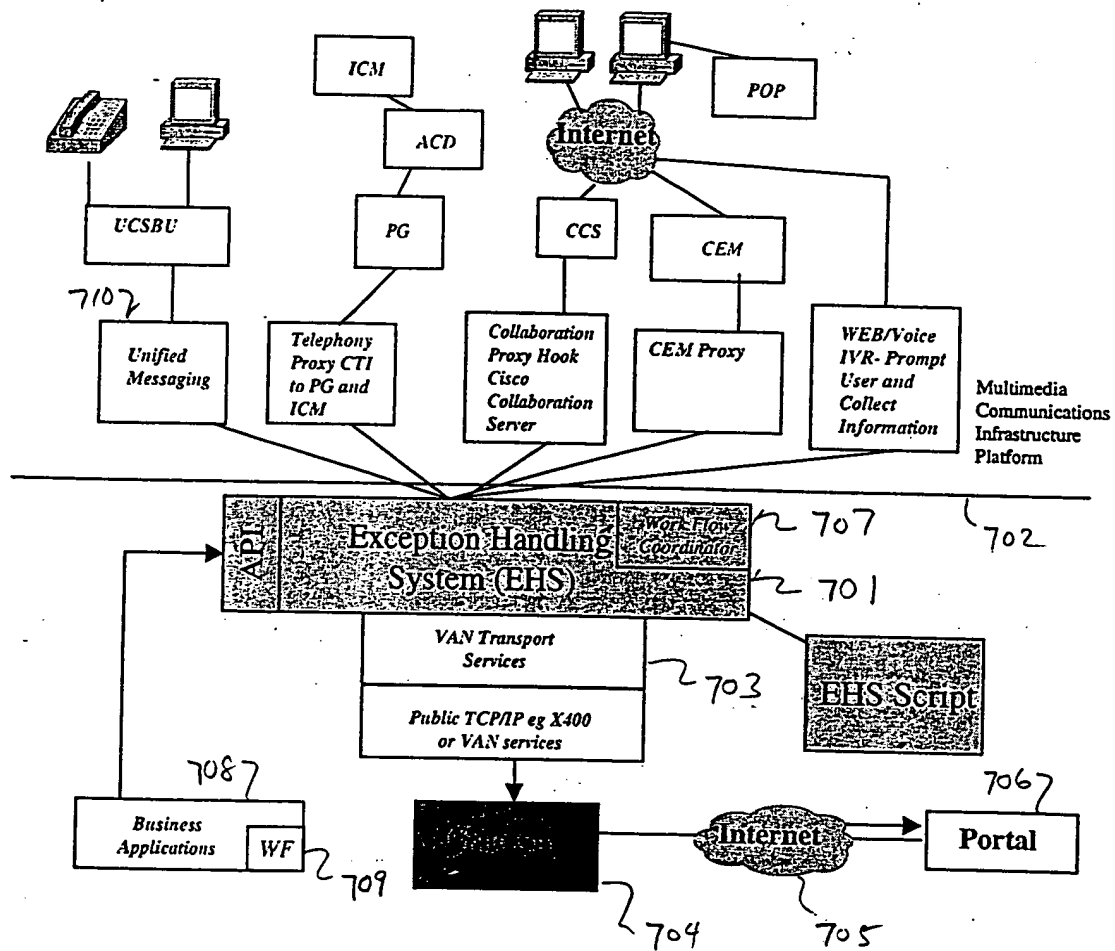 ICM
POP
ACD
Internet
UCSBU
PG
CCS
CEM
710
Unified
Messaging
Telephony
Proxy CTI
to PG and
ICM
Collaboration
Proxy Hook
Cisco
Collaboration
Server
CEM Proxy
WEB/Voice
IVR- Prompt
User and
Collect
Information
Multimedia
Communications
Infrastructure
Platform
702
API
Exception Handling
System (EHS)
Work Flow
Coordinator
707
701
VAN Transport
Services
703
Public TCP/IP eg X400
or VAN services
EHS Script
708
Business
Applications
WF
709
704
Internet
705
706
Portal